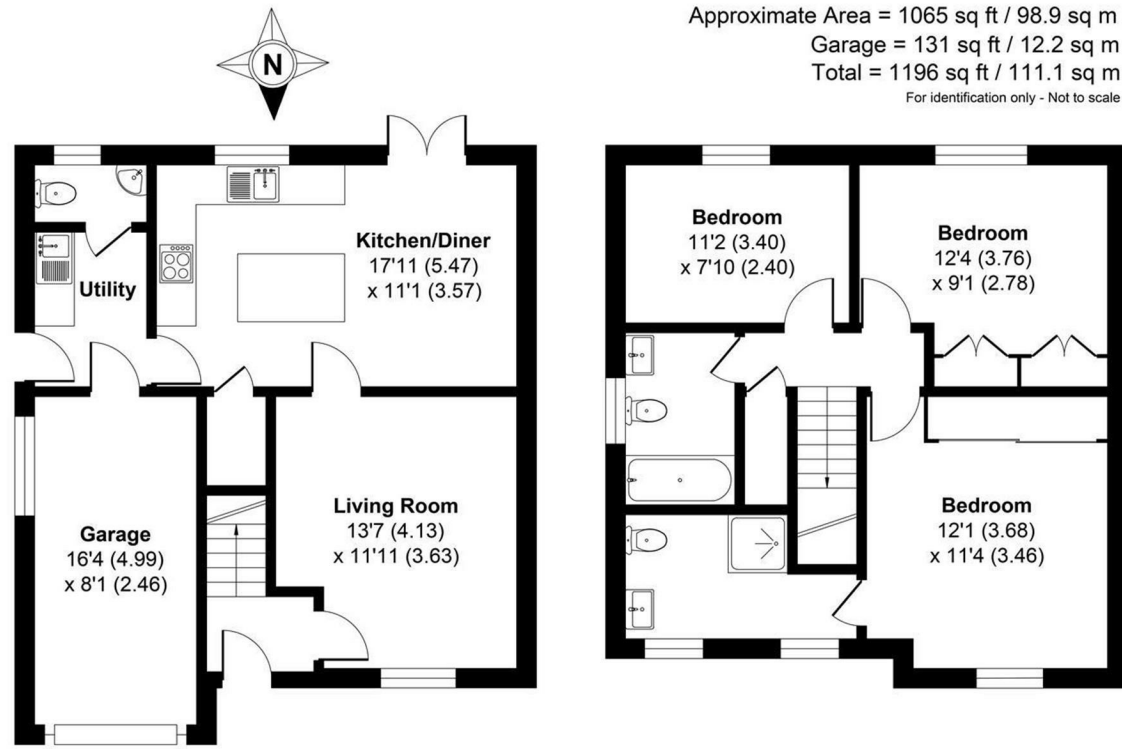 Approximate Area = 1065 sq ft / 98.9 sq m
Garage = 131 sq ft / 12.2 sq m
Total = 1196 sq ft / 111.1 sq m
For identification only - Not to scale
N
Kitchen/Diner
17'11 (5.47)
x 11'1 (3.57)
Utility
Living Room
13'7 (4.13)
x 11'11 (3.63)
Garage
16'4 (4.99)
x 8'1 (2.46)
Bedroom
11'2 (3.40)
x 7'10 (2.40)
Bedroom
12'4 (3.76)
x 9'1 (2.78)
Bedroom
12'1 (3.68)
x 11'4 (3.46)